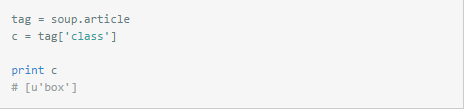 tag = soup.article
c = tag['class']
print c
# [u'box']